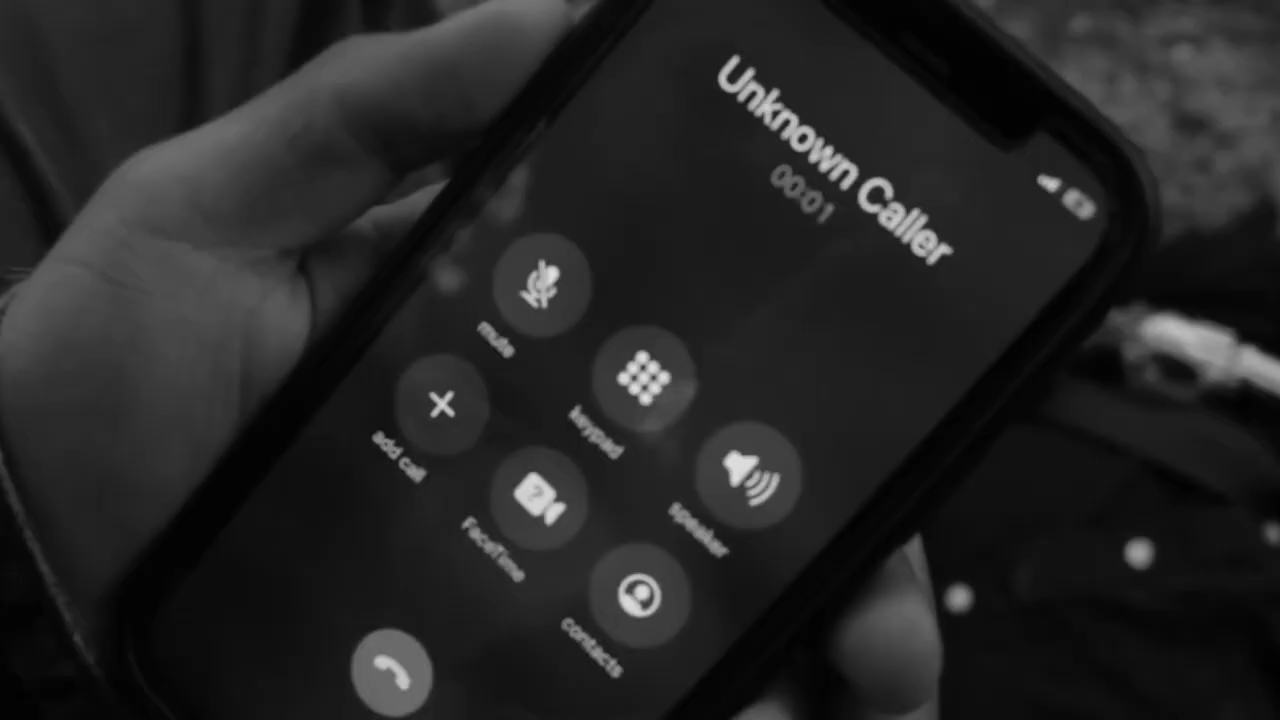 Unknown Caller
00:01
mute
keypad
speaker
add call
FaceTime
contacts